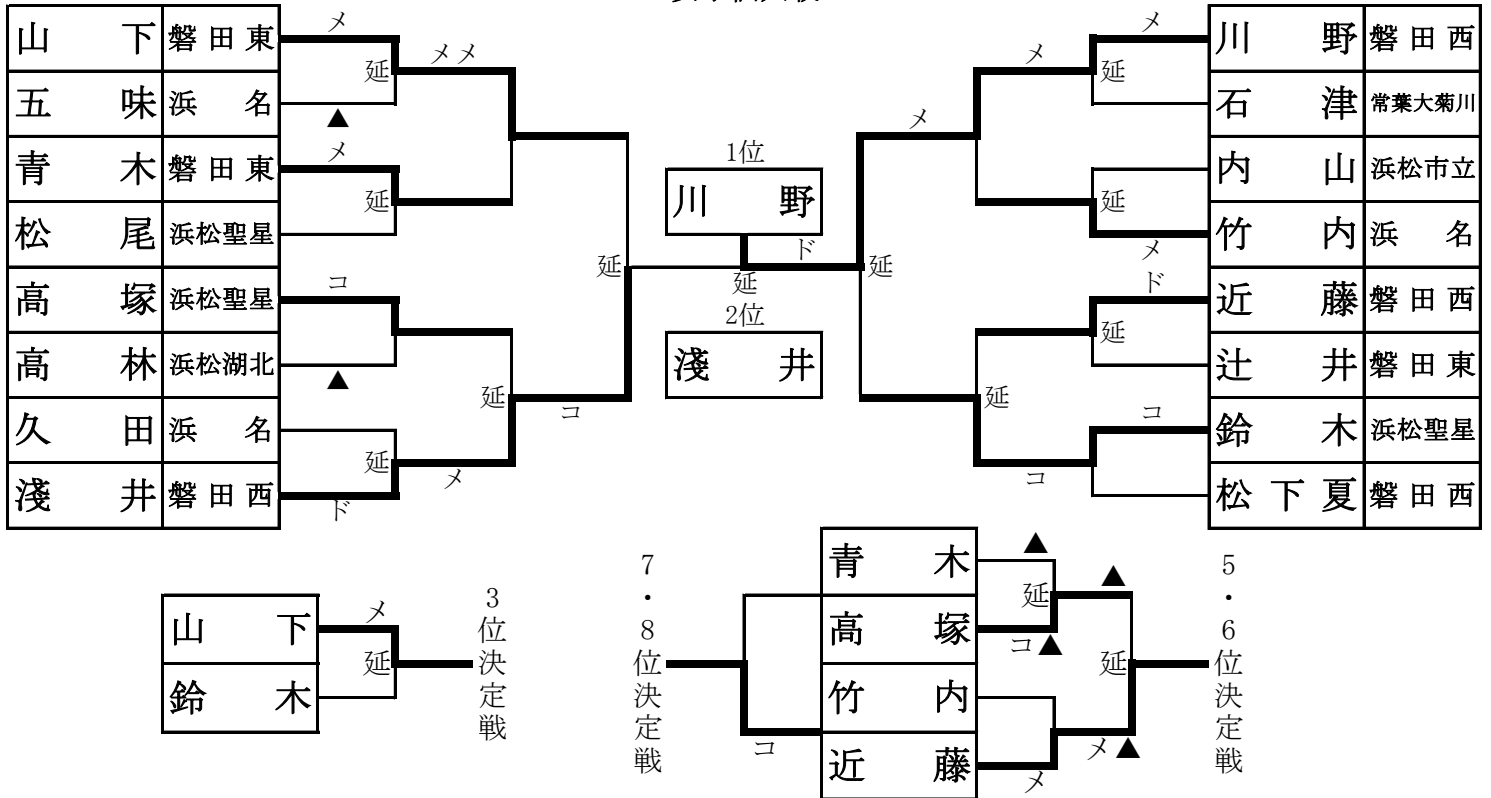 山下 磐田東 メ
延 メメ
五味 浜名 ▲
青木 磐田東 メ
延
松尾 浜松聖星
高塚 浜松聖星 コ
高林 浜松湖北 ▲
久田 浜名
延 メ
淺井 磐田西 ド
延 コ
延
1位
川野
ド
延
2位
淺井
メ 川野 磐田西
メ 延
石津 常葉大菊川
メ
内山 浜松市立
延
メ 竹内 浜名
延
ド 近藤 磐田西
延
辻井 磐田東
延
コ 鈴木 浜松聖星
コ
松下夏 磐田西
山下 メ
延
鈴木
3位決定戦
7・8位決定戦
コ
青木 ▲
延 ▲
高塚 コ▲
延
竹内
メ▲
近藤 メ
5・6位決定戦